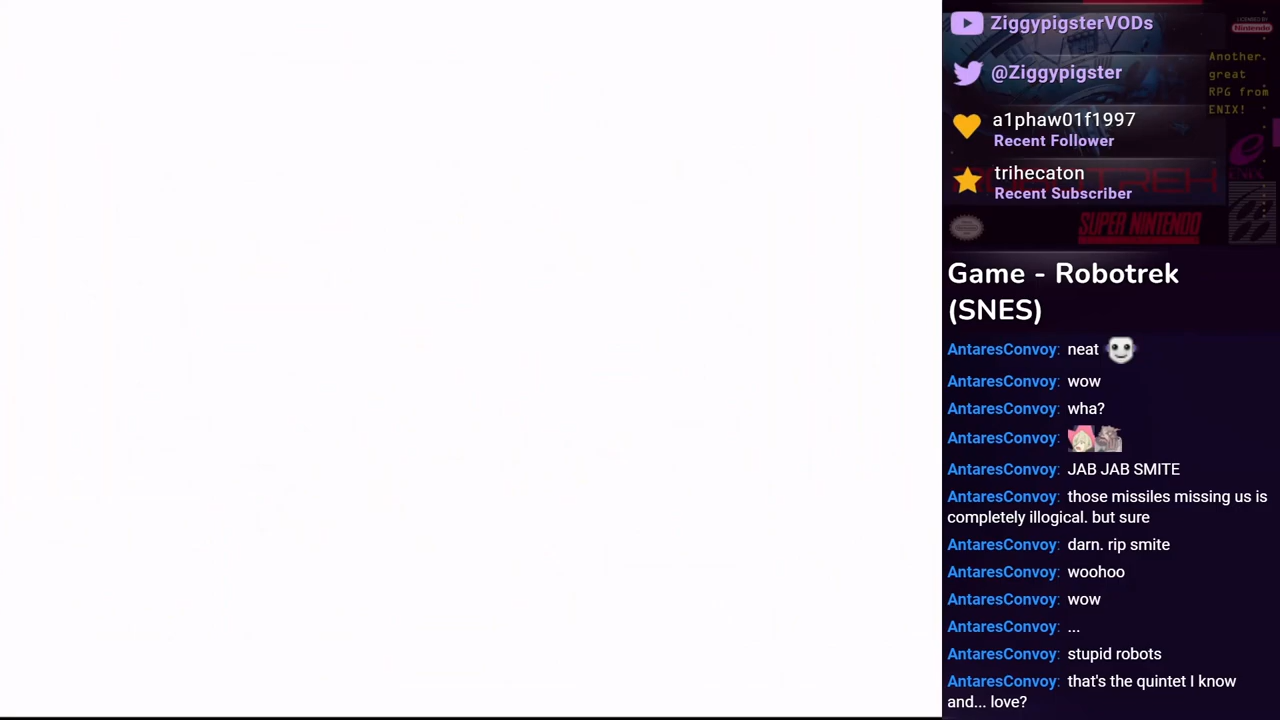 ZiggypigsterVODs
@Ziggypigster
a1phaw01f1997
Recent Follower
trihecaton
Recent Subscriber
LICENSED BY
Nintendo
Another
great
RPG from
ENIX!
SUPER NINTENDO
Game - Robotrek
(SNES)
AntaresConvoy: neat
AntaresConvoy: wow
AntaresConvoy: wha?
AntaresConvoy:
AntaresConvoy: JAB JAB SMITE
AntaresConvoy: those missiles missing us is
completely illogical. but sure
AntaresConvoy: darn. rip smite
AntaresConvoy: woohoo
AntaresConvoy: wow
AntaresConvoy: ...
AntaresConvoy: stupid robots
AntaresConvoy: that's the quintet I know
and... love?